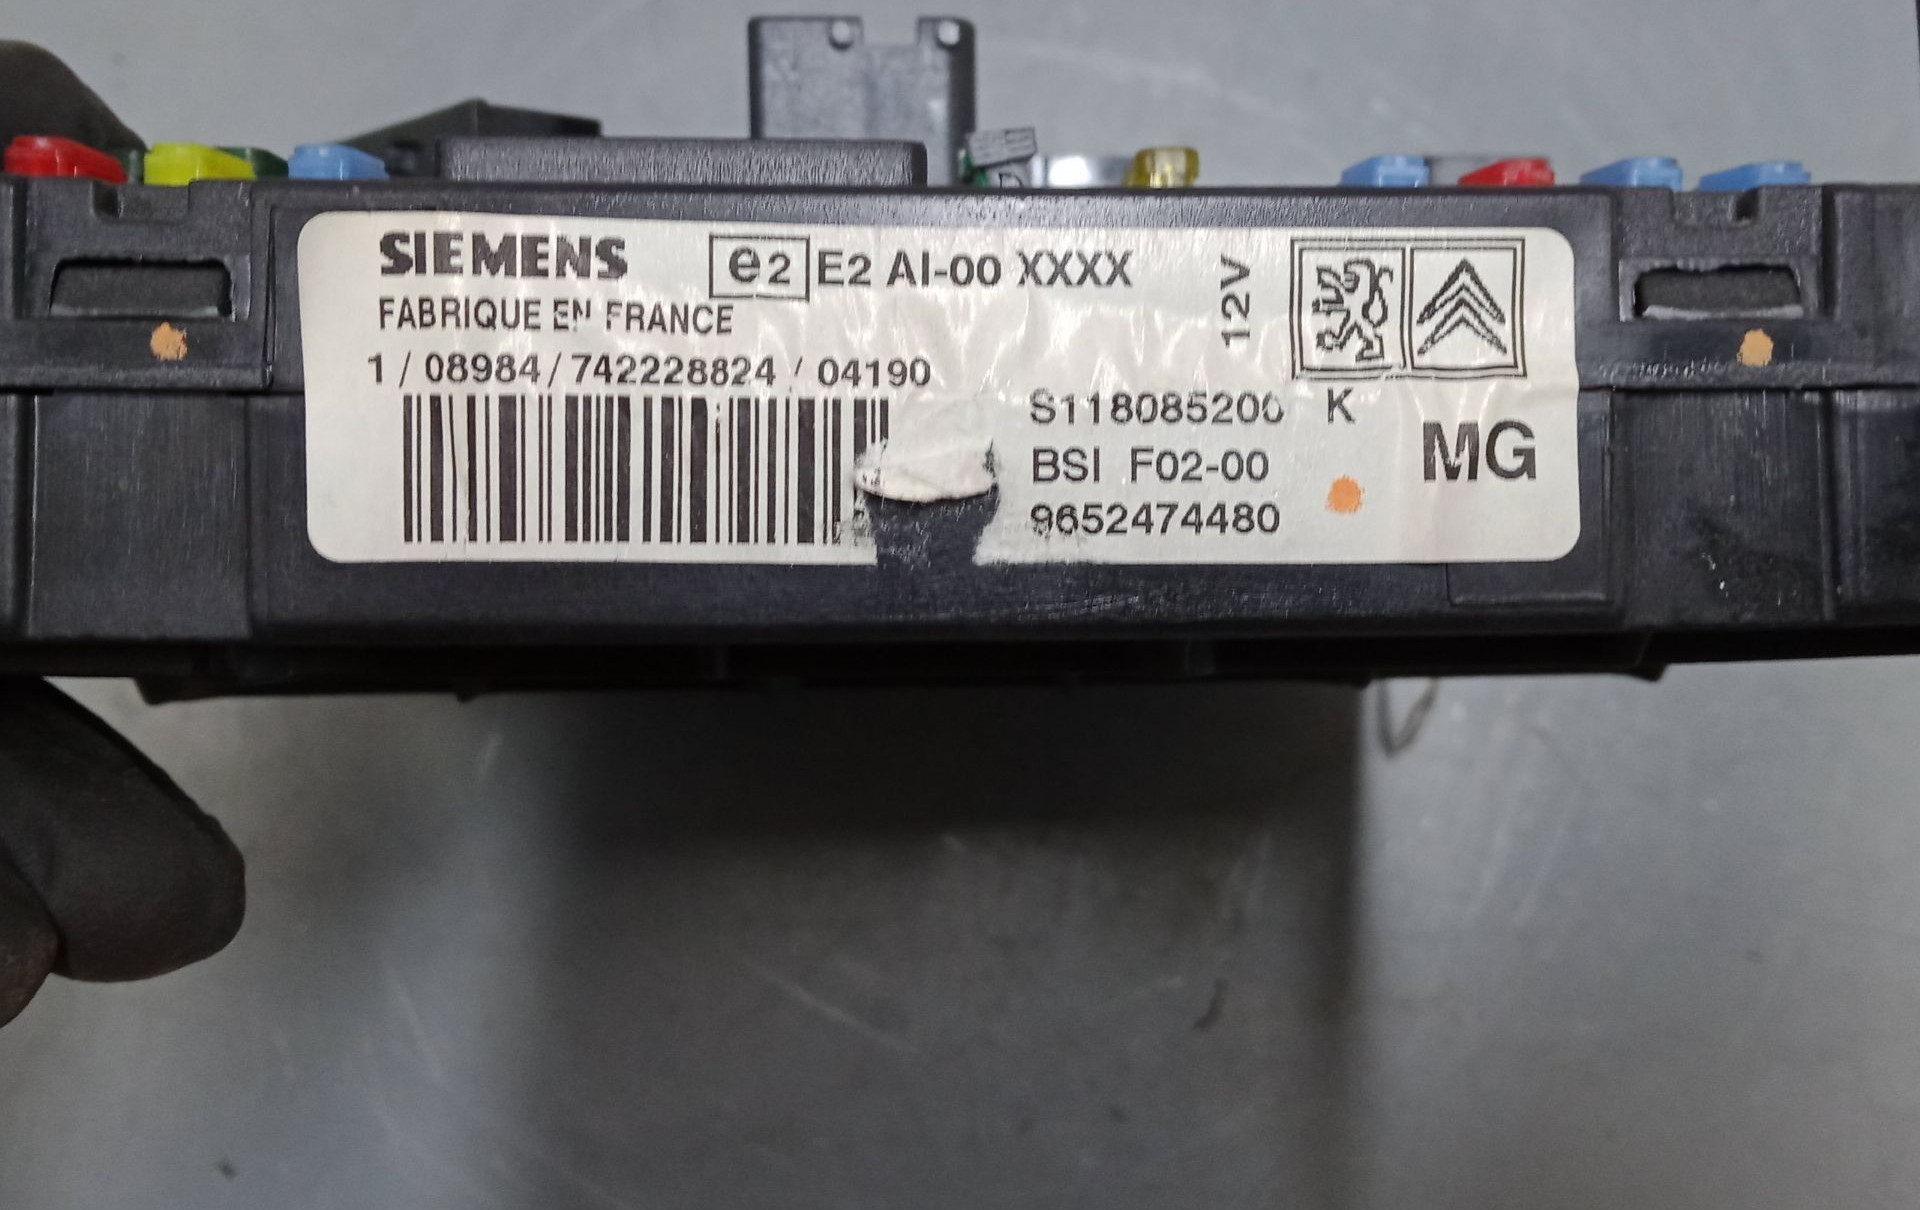 SIEMENS e2 E2 AI-00 XXXX
FABRIQUE EN FRANCE
12V
1 / 08984 / 742228824 / 04190
S118085200 K
BSI F02-00
MG
9652474480